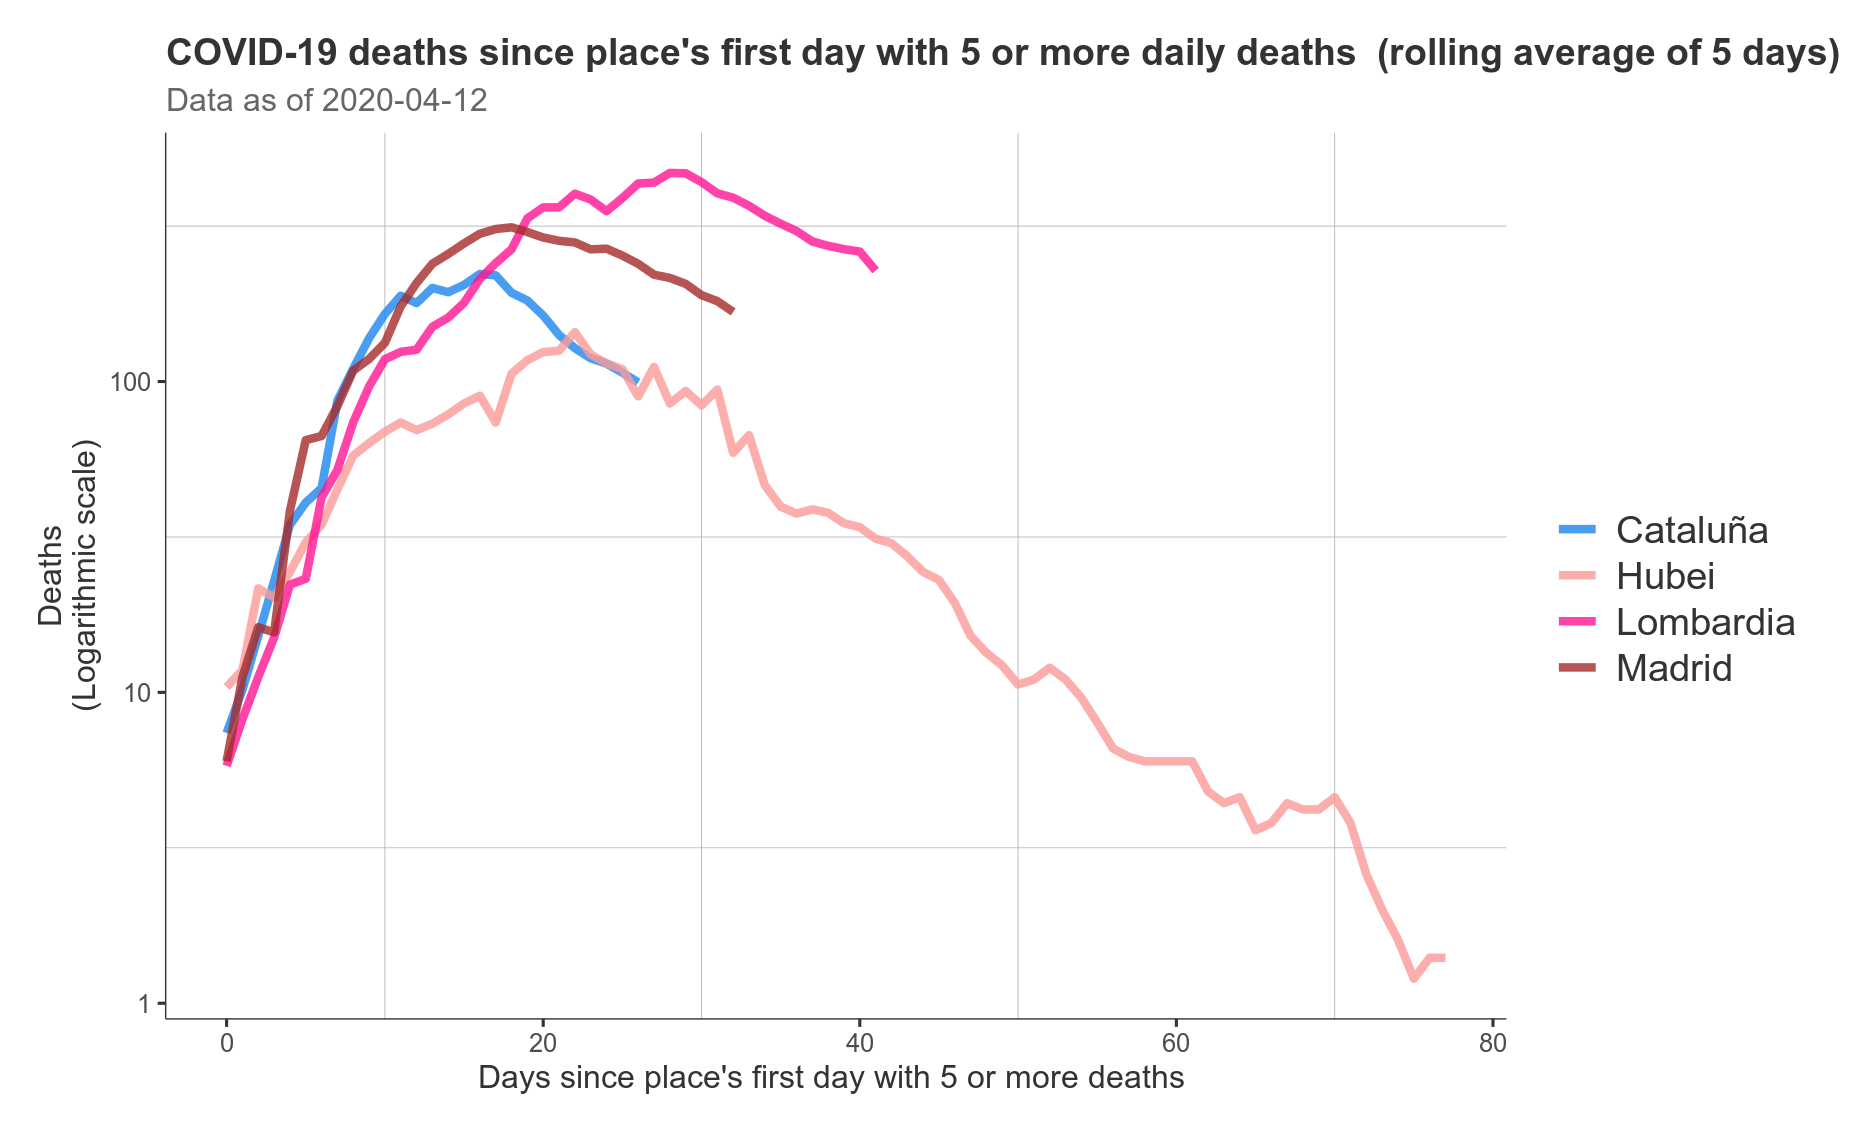 COVID-19 deaths since place's first day with 5 or more daily deaths  (rolling average of 5 days)
Data as of 2020-04-12
Deaths
(Logarithmic scale)
100
10
1
0
20
40
60
80
Days since place's first day with 5 or more deaths
Cataluña
Hubei
Lombardia
Madrid